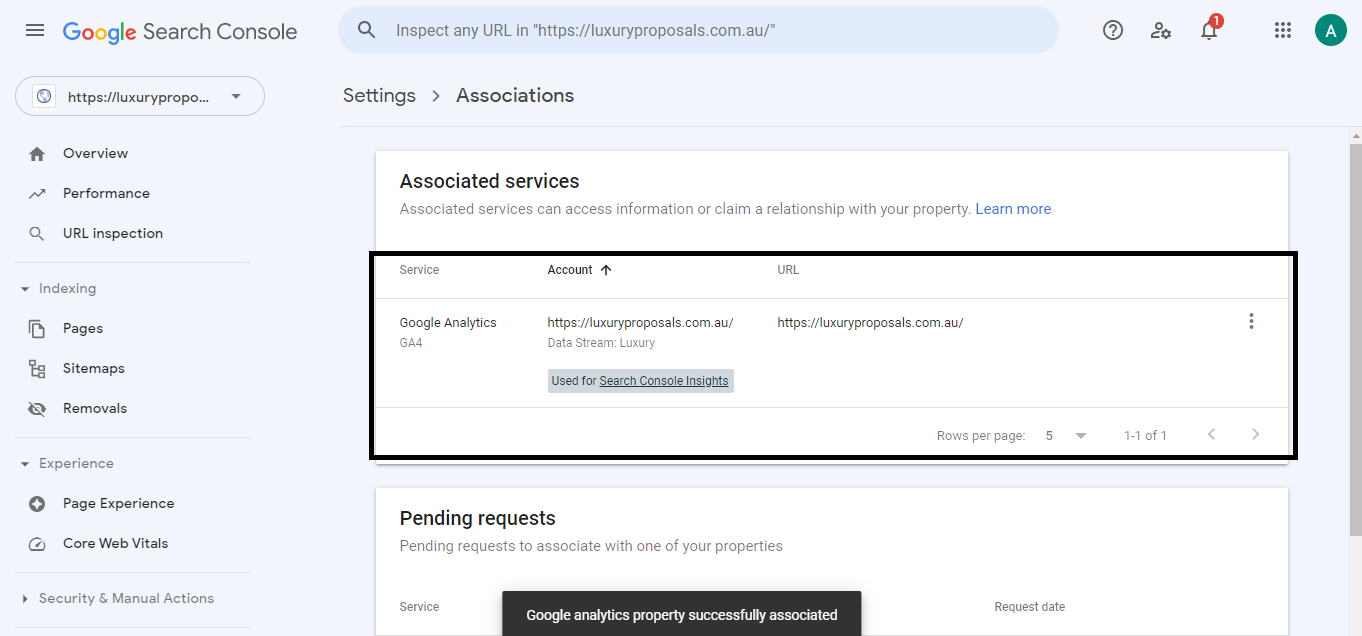 Google Search Console
Inspect any URL in "https://luxuryproposals.com.au/"
1
A
https://luxurypropo...
Settings > Associations
Overview
Performance
URL inspection
Indexing
Pages
Sitemaps
Removals
Experience
Page Experience
Core Web Vitals
Security & Manual Actions
Associated services
Associated services can access information or claim a relationship with your property. Learn more
Service Account URL
Google Analytics https://luxuryproposals.com.au/ https://luxuryproposals.com.au/
GA4 Data Stream: Luxury
Used for Search Console Insights
Rows per page: 5 1-1 of 1
Pending requests
Pending requests to associate with one of your properties
Service Request date
Google analytics property successfully associated